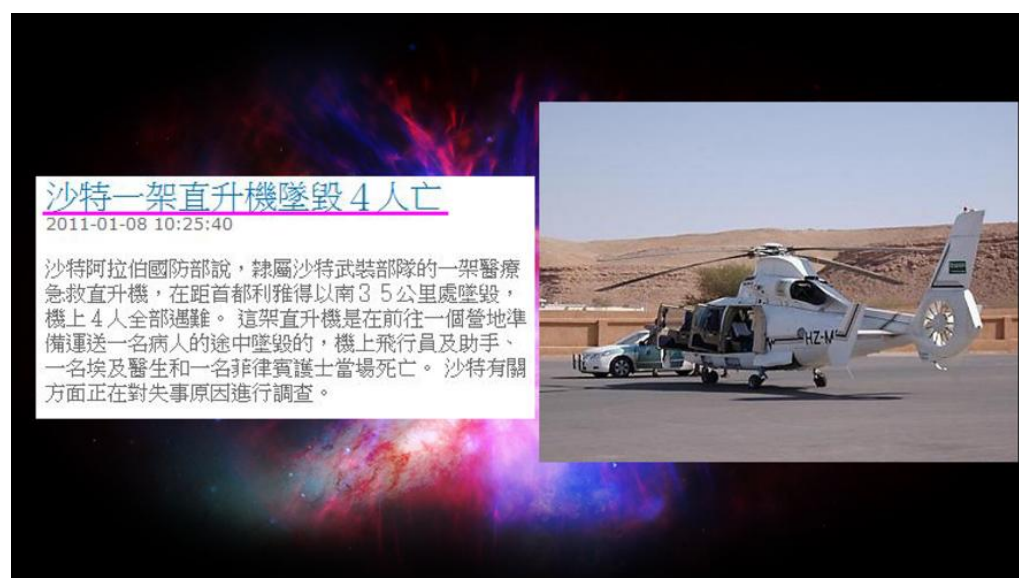 沙特一架直升機墜毀４人亡
2011-01-08 10:25:40
沙特阿拉伯國防部說，隸屬沙特武裝部隊的一架醫療
急救直升機，在距首都利雅得以南３５公里處墜毀，
機上４人全部遇難。 這架直升機是在前往一個營地準
備運送一名病人的途中墜毀的，機上飛行員及助手、
一名埃及醫生和一名菲律賓護士當場死亡。 沙特有關
方面正在對失事原因進行調查。
HZ-M